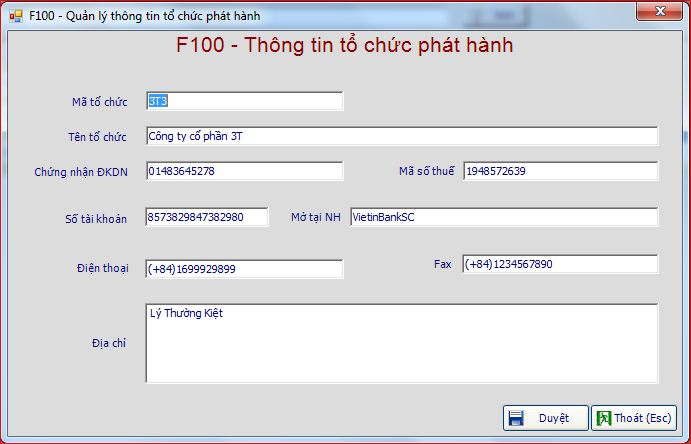 F100 - Quản lý thông tin tổ chức phát hành
F100 - Thông tin tổ chức phát hành
Mã tổ chức 3T3
Tên tổ chức Công ty cổ phần 3T
Chứng nhận ĐKDN 01483645278 Mã số thuế 1948572639
Số tài khoản 8573829847382980 Mở tại NH VietinBankSC
Điện thoại (+84)1699929899 Fax (+84)1234567890
Địa chỉ Lý Thường Kiệt
Duyệt Thoát (Esc)